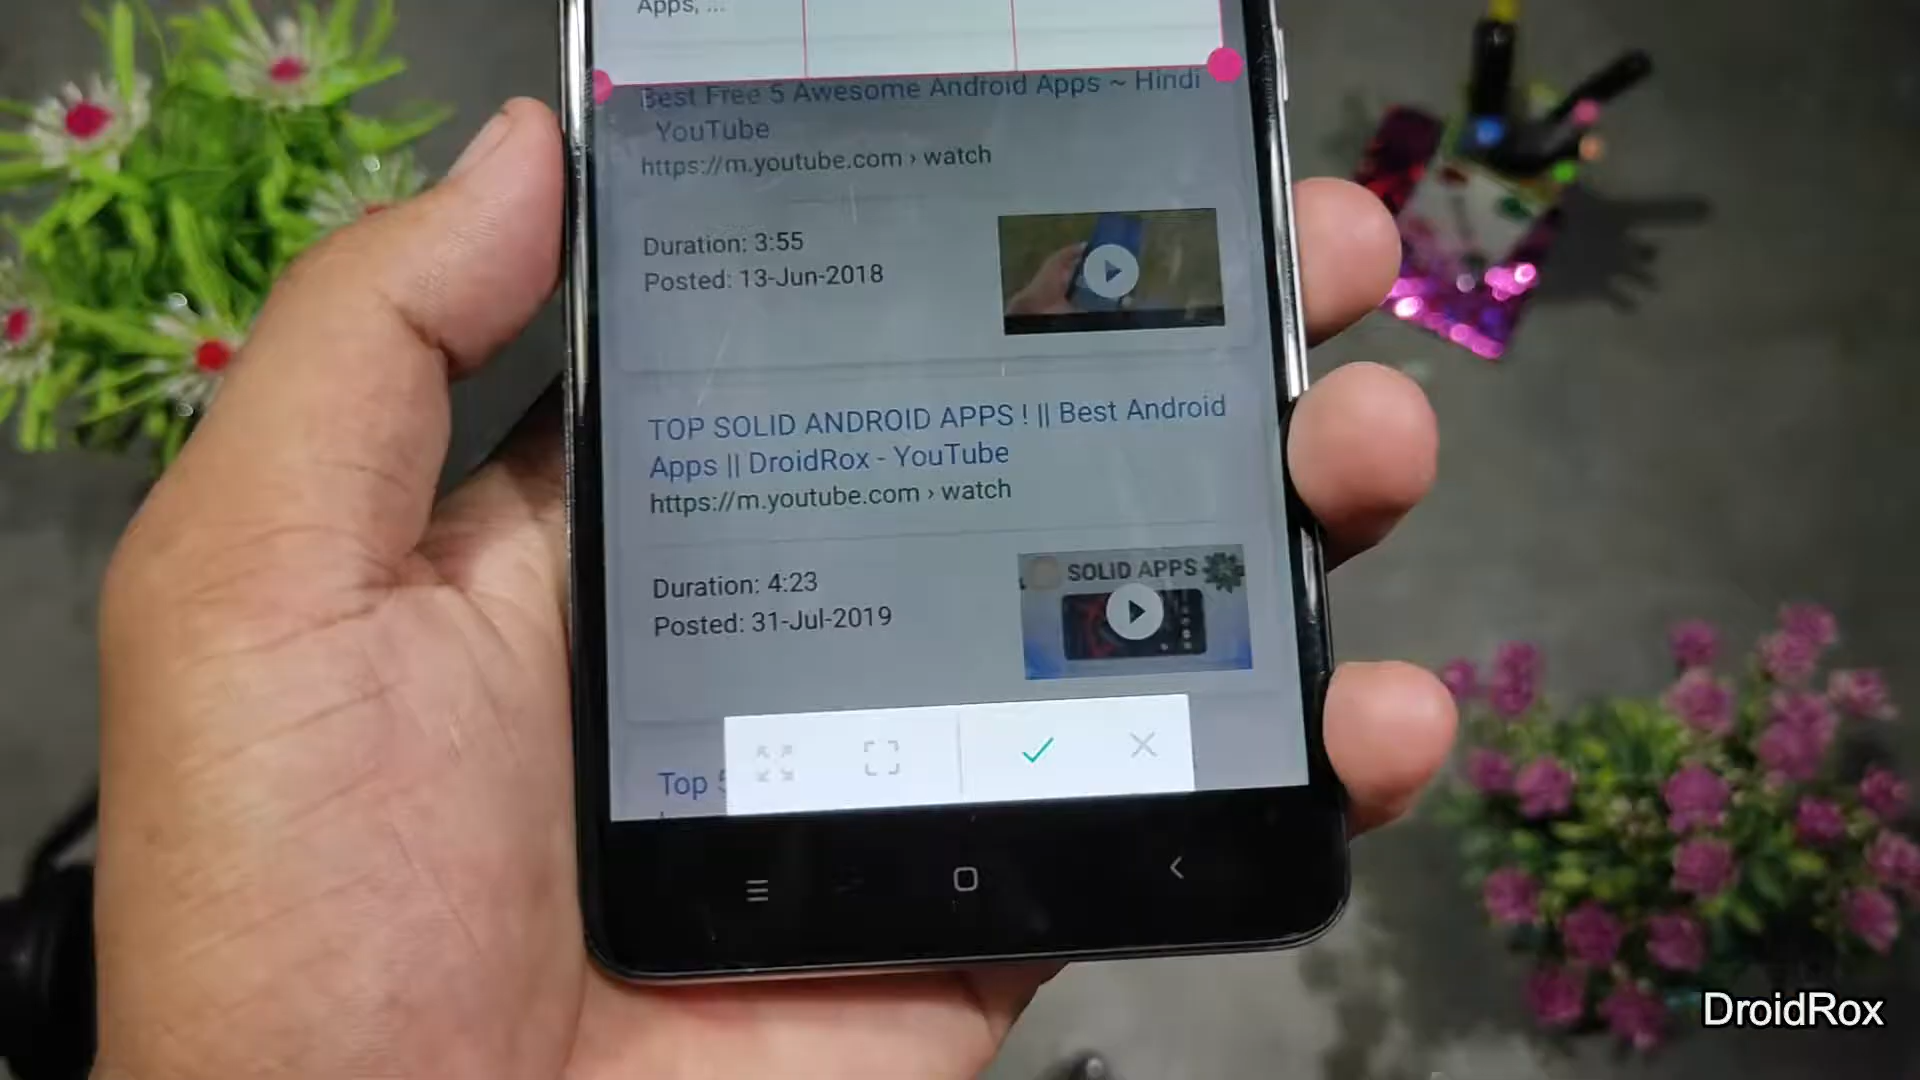 Apps, ...
Best Free 5 Awesome Android Apps ~ Hindi
YouTube
https://m.youtube.com › watch
Duration: 3:55
Posted: 13-Jun-2018
TOP SOLID ANDROID APPS ! || Best Android
Apps || DroidRox - YouTube
https://m.youtube.com › watch
Duration: 4:23
Posted: 31-Jul-2019
SOLID APPS
Top 5
DroidRox